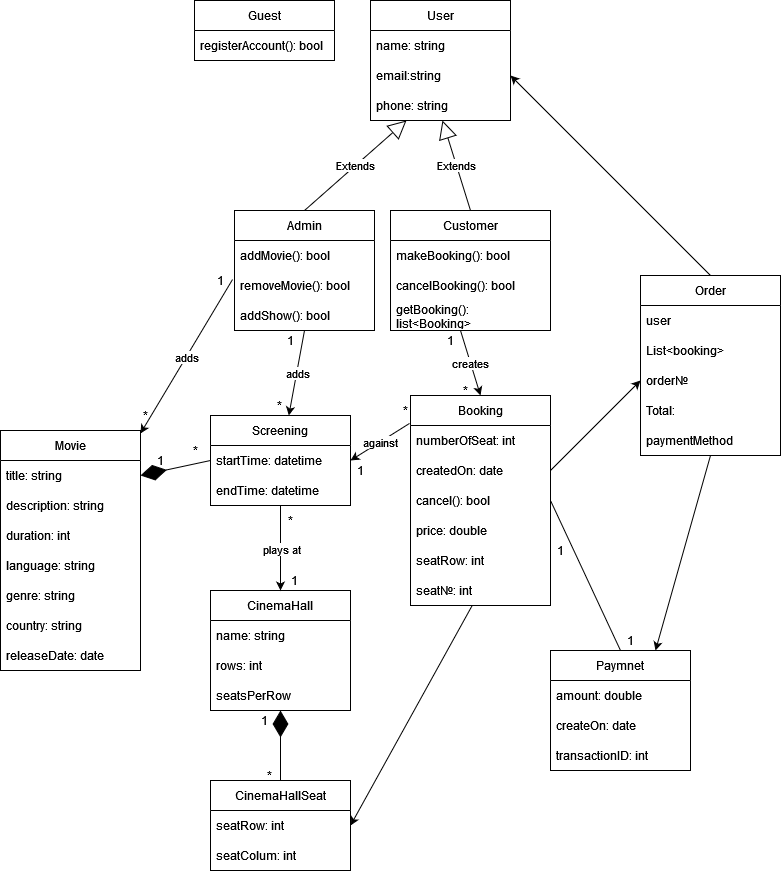 Guest
registerAccount(): bool
User
name: string
email:string
phone: string
Extends
Extends
Admin
addMovie(): bool
removeMovie(): bool
addShow(): bool
Customer
makeBooking(): bool
cancelBooking(): bool
getBooking():
list<Booking>
Order
user
List<booking>
order№
Total:
paymentMethod
1
adds
*
1
adds
*
1
creates
*
Movie
title: string
description: string
duration: int
language: string
genre: string
country: string
releaseDate: date
1
*
Screening
startTime: datetime
endTime: datetime
*
against
1
Booking
numberOfSeat: int
createdOn: date
cancel(): bool
price: double
seatRow: int
seat№: int
*
plays at
1
CinemaHall
name: string
rows: int
seatsPerRow
1
*
CinemaHallSeat
seatRow: int
seatColum: int
1
1
Paymnet
amount: double
createOn: date
transactionID: int